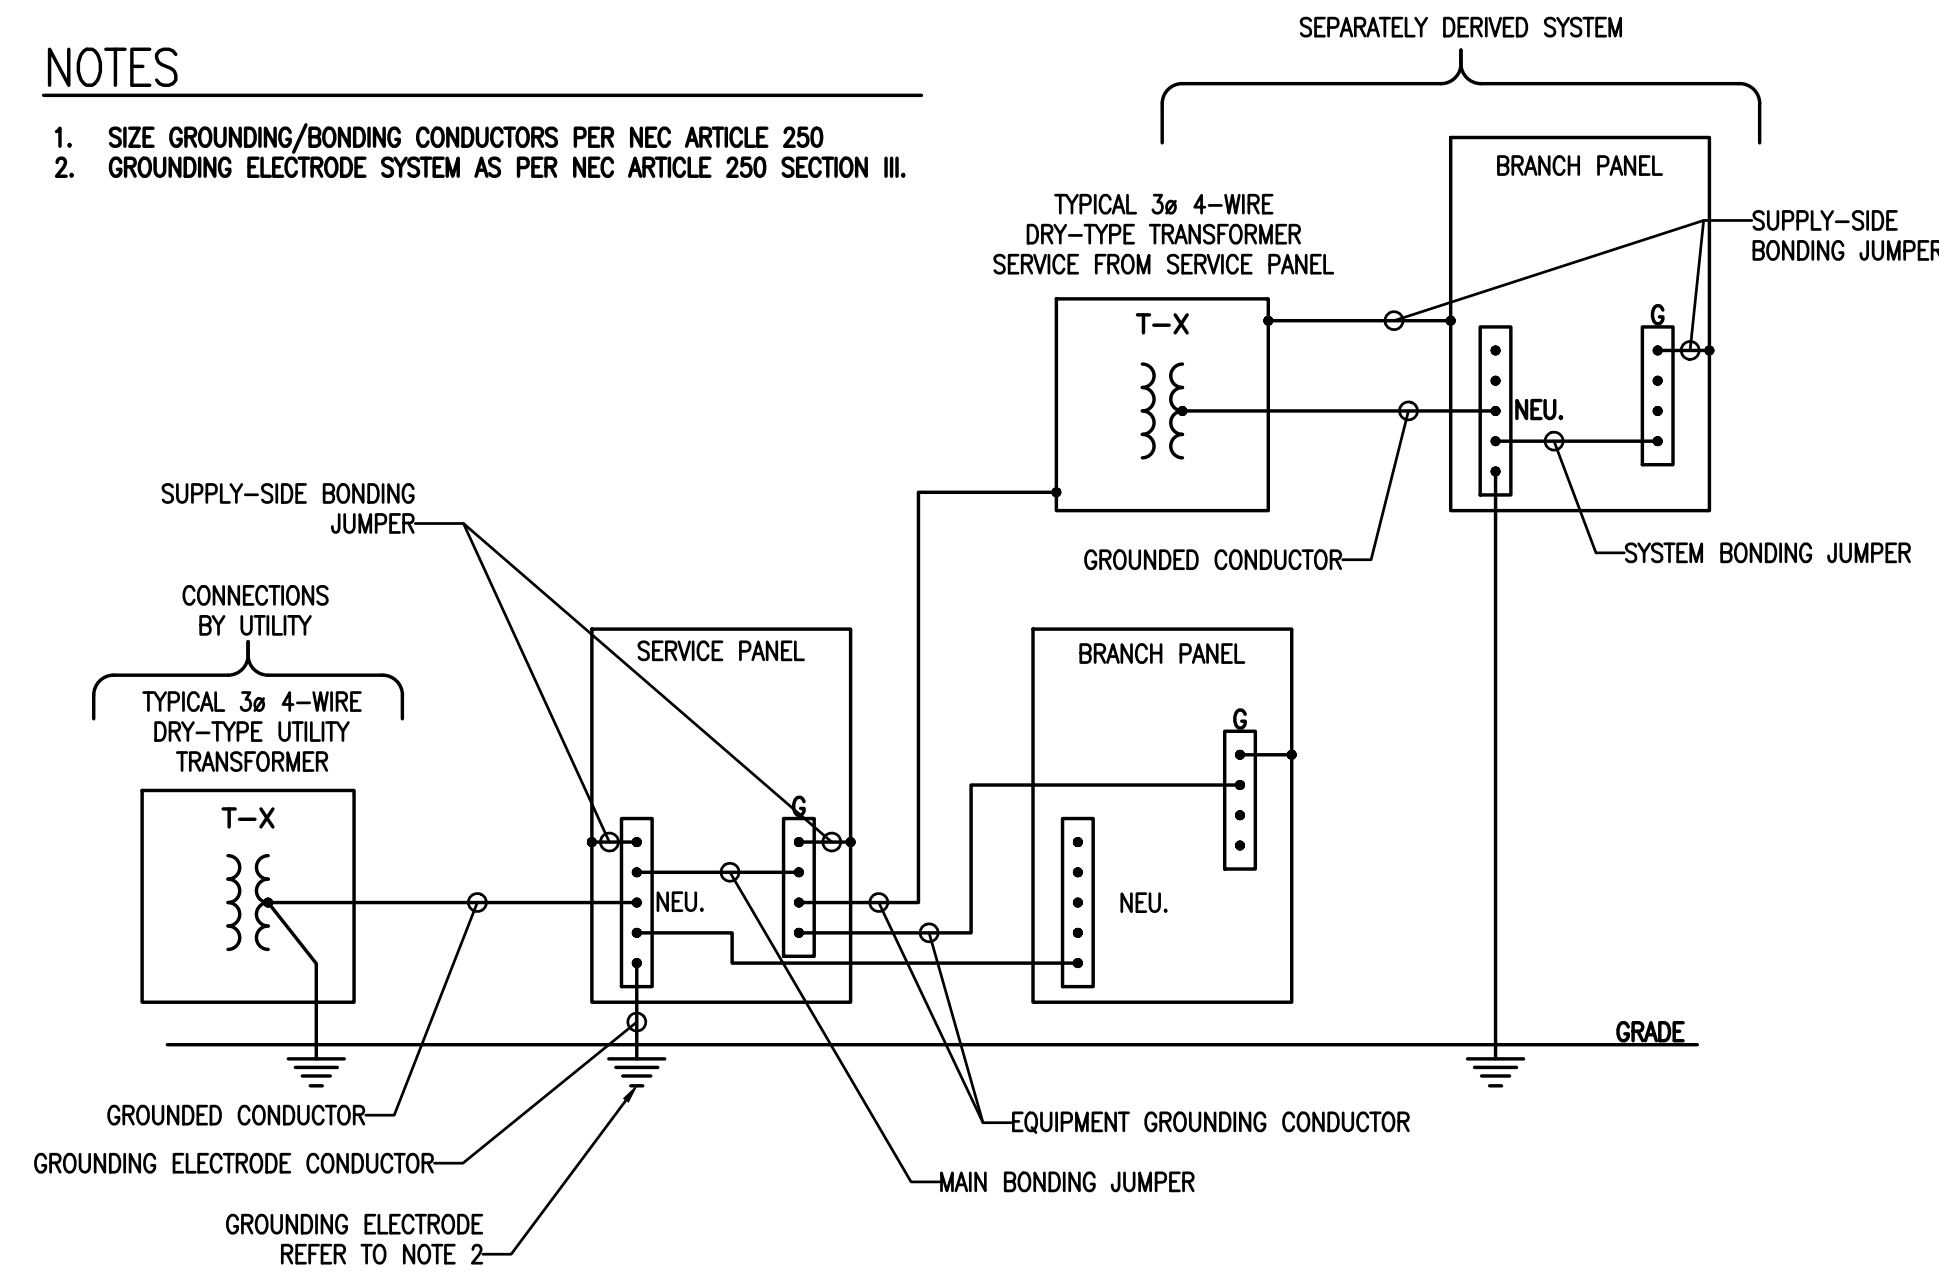 NOTES
1. SIZE GROUNDING/BONDING CONDUCTORS PER NEC ARTICLE 250
2. GROUNDING ELECTRODE SYSTEM AS PER NEC ARTICLE 250 SECTION III.
SEPARATELY DERIVED SYSTEM
BRANCH PANEL
TYPICAL 3ø 4-WIRE
DRY-TYPE TRANSFORMER
SERVICE FROM SERVICE PANEL
SUPPLY-SIDE
BONDING JUMPER
T-X
G
NEU.
GROUNDED CONDUCTOR
SYSTEM BONDING JUMPER
SUPPLY-SIDE BONDING
JUMPER
CONNECTIONS
BY UTILITY
TYPICAL 3ø 4-WIRE
DRY-TYPE UTILITY
TRANSFORMER
T-X
SERVICE PANEL
G
NEU.
BRANCH PANEL
G
NEU.
GRADE
GROUNDED CONDUCTOR
GROUNDING ELECTRODE CONDUCTOR
GROUNDING ELECTRODE
REFER TO NOTE 2
EQUIPMENT GROUNDING CONDUCTOR
MAIN BONDING JUMPER